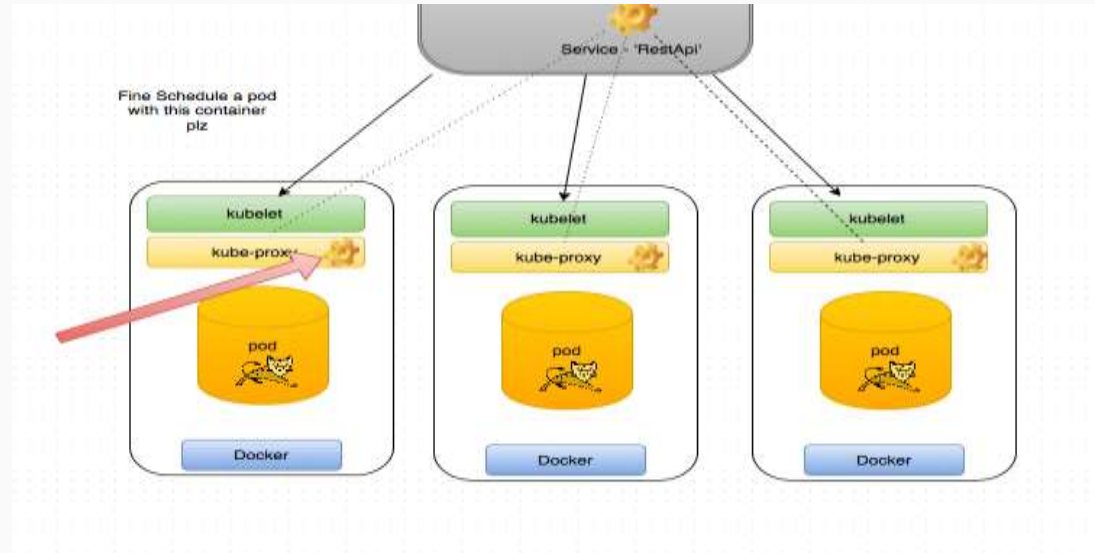 Service - 'RestApi'
Fine Schedule a pod
with this container
plz
kubelet
kube-proxy
pod
Docker
kubelet
kube-proxy
pod
Docker
kubelet
kube-proxy
pod
Docker